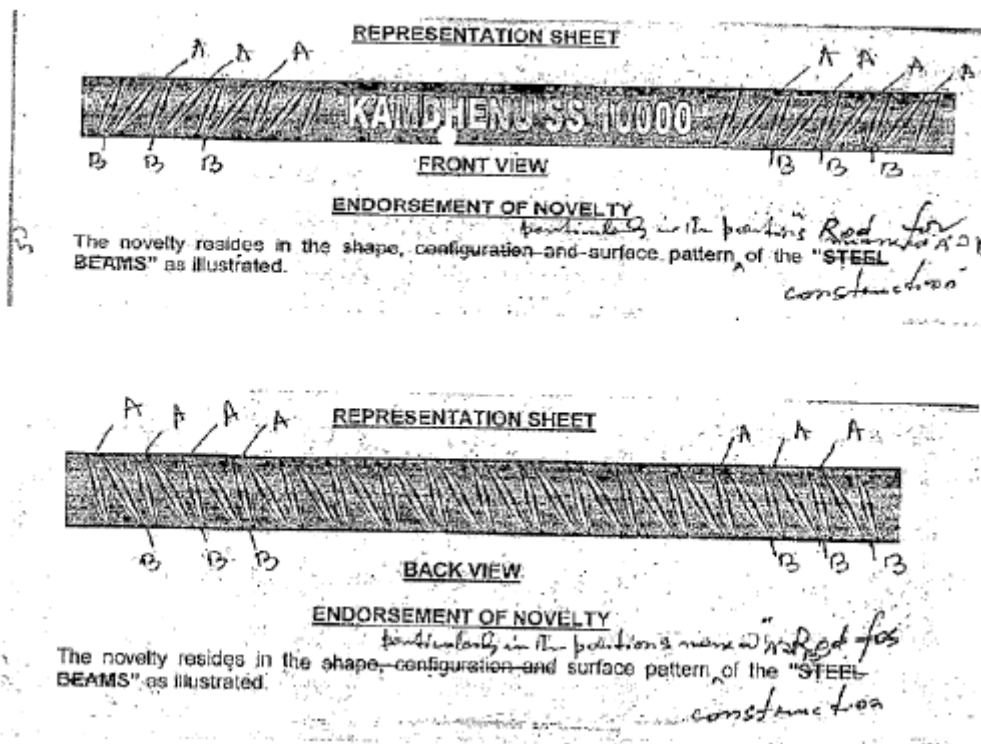 REPRESENTATION SHEET
A A A A A A A
KAMDHENU SS 10000
B B B B B B
FRONT VIEW
ENDORSEMENT OF NOVELTY
particularly in the portions Rod for
The novelty resides in the shape, configuration and surface pattern of the "STEEL
BEAMS" as illustrated.
construction"
REPRESENTATION SHEET
A A A A A A A
B B B B B B
BACK VIEW
ENDORSEMENT OF NOVELTY
particularly in the portions marked Rod for
The novelty resides in the shape, configuration and surface pattern of the "STEEL
BEAMS" as illustrated.
construction